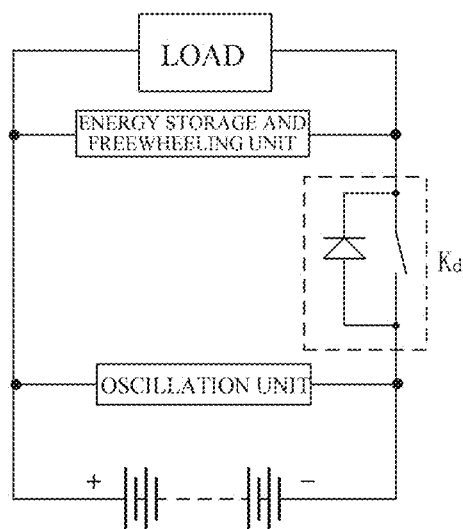 LOAD
ENERGY STORAGE AND
FREEWHEELING UNIT
Kd
OSCILLATION UNIT
+ -